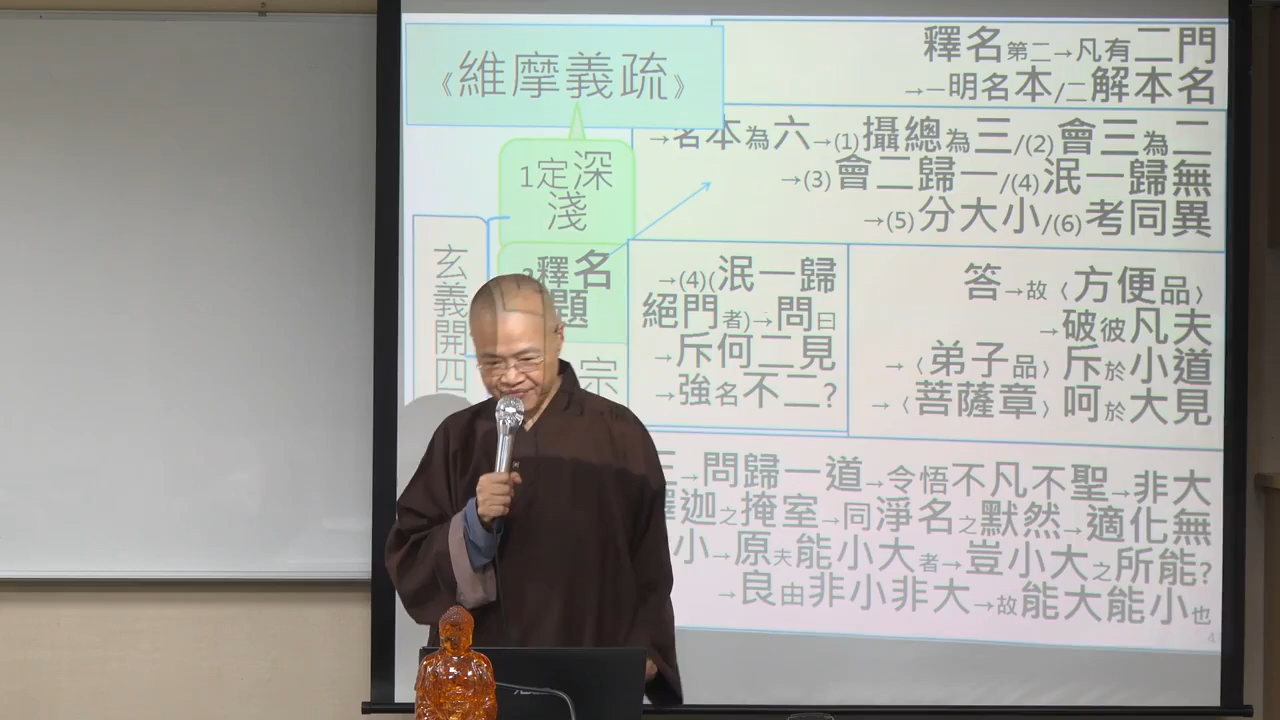 《維摩義疏》
釋名第二→凡有二門
→一明名本/二解本名
1定深
淺
→名本為六→(1)攝總為三/(2)會三為二
→(3)會二歸一/(4)泯一歸無
→(5)分大小/(6)考同異
玄義開四
釋名
題
宗
→(4)(泯一歸
絕門者)→問曰
→斥何二見
→強名不二?
答→故〈方便品〉
→破彼凡夫
→〈弟子品〉斥於小道
→〈菩薩章〉呵於大見
→問歸一道→令悟不凡不聖→非大
釋迦之掩室→同淨名之默然→適化無
小→原夫能小大者→豈小大之所能?
→良由非小非大→故能大能小也